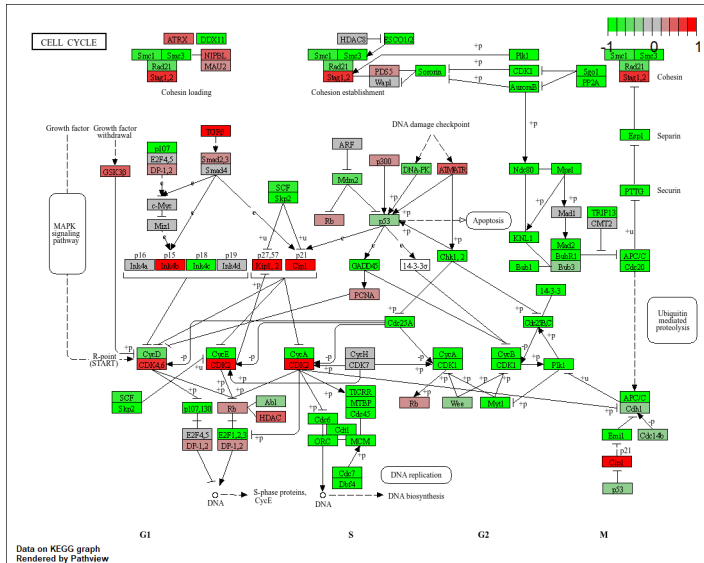 CELL CYCLE
-1 0 1
ATRX DDX11
Smc1 Smc3 NIPBL
Rad21 MAU2
Stag1,2
Cohesin loading
HDAC8 ESCO1/2
Smc1 Smc3
Rad21
Stag1,2
Cohesion establishment
PDS5
Wapl
Sororin
+p
+p
+p
Plk1
CDK1
AuroraB
Sgo1
PP2A
Smc1 Smc3
Rad21
Stag1,2
Cohesin
Growth factor
Growth factor
withdrawal
GSK3β
TGFβ
p107
E2F4,5
DP-1,2
Smad2,3
Smad4
c-Myc
Miz1
SCF
Skp2
ARF
Mdm2
Rb
p300
p53
DNA damage checkpoint
DNA-PK
ATM/ATR
Apoptosis
+p
Ndc80
Mps1
KNL1
Mad1
Mad2
BubR1
Bub3
Bub1
TRIP13
CMT2
Esp1
Separin
PTTG
Securin
APC/C
Cdc20
+u
MAPK
signaling
pathway
p16 p15 p18 p19 p27,57 p21
Ink4a Ink4b Ink4c Ink4d Kip1,2 Cip1
GADD45
14-3-3σ
Chk1, 2
PCNA
14-3-3
Cdc25A
Cdc25B,C
Ubiquitin
mediated
proteolysis
R-point
(START)
CycD
CDK4,6
CycE
CDK2
CycA
CDK2
CycH
CDK7
CycA
CDK1
CycB
CDK1
Plk1
SCF
Skp2
p107,130
E2F4,5
DP-1,2
Rb
Abl
HDAC
E2F1,2,3
DP-1,2
TICRR
MTBP
Cdc45
Cdc6
Cdt1
ORC
MCM
Cdc7
Dbf4
Rb
Wee
Myt1
APC/C
Cdh1
Emi1
Cdc14b
p21
Cip1
p53
DNA replication
DNA
S-phase proteins,
CycE
DNA
DNA biosynthesis
G1 S G2 M
Data on KEGG graph
Rendered by Pathview